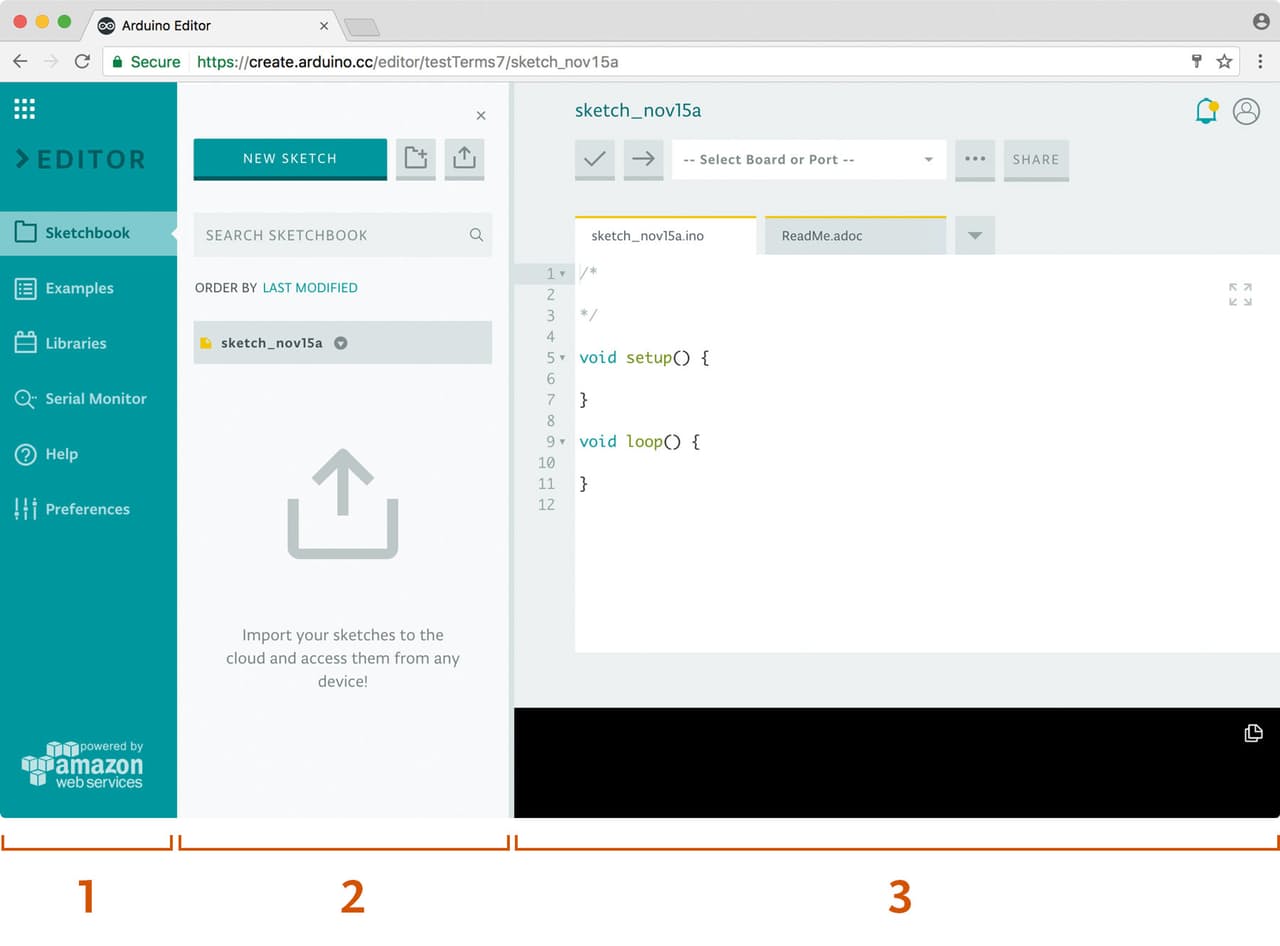 Arduino Editor
Secure https://create.arduino.cc/editor/testTerms7/sketch_nov15a
EDITOR
Sketchbook
Examples
Libraries
Serial Monitor
Help
Preferences
powered by
amazon
web services
NEW SKETCH
SEARCH SKETCHBOOK
ORDER BY LAST MODIFIED
sketch_nov15a
Import your sketches to the
cloud and access them from any
device!
sketch_nov15a
-- Select Board or Port --
SHARE
sketch_nov15a.ino ReadMe.adoc
1 /*
2
3 */
4
5 void setup() {
6
7 }
8
9 void loop() {
10
11 }
12
1 2 3